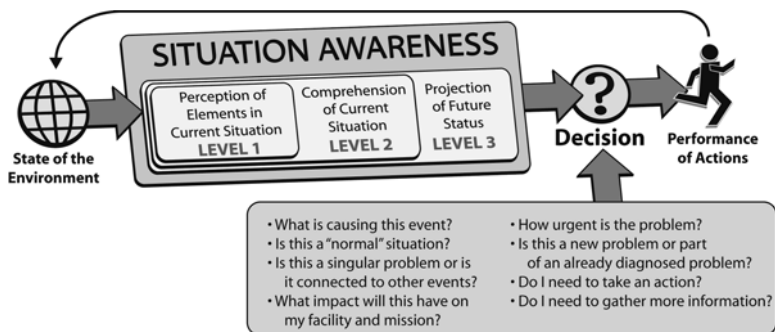 SITUATION AWARENESS
Perception of
Elements in
Current Situation
LEVEL 1
Comprehension
of Current
Situation
LEVEL 2
Projection
of Future
Status
LEVEL 3
State of the
Environment
?
Decision
Performance
of Actions
• What is causing this event?
• Is this a "normal" situation?
• Is this a singular problem or is
it connected to other events?
• What impact will this have on
my facility and mission?
• How urgent is the problem?
• Is this a new problem or part
of an already diagnosed problem?
• Do I need to take an action?
• Do I need to gather more information?